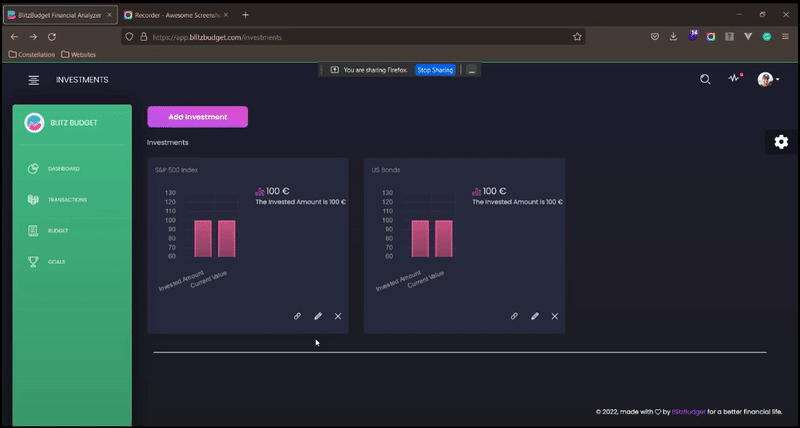 BlitzBudget Financial Analyzer
Recorder - Awesome Screensho
https://app.blitzbudget.com/investments
14
Constellation
Websites
You are sharing Firefox.
Stop Sharing
INVESTMENTS
BLITZ BUDGET
DASHBOARD
TRANSACTIONS
BUDGET
GOALS
Add Investment
Investments
S&P 500 Index
130
120
110
100
90
80
70
60
Invested Amount
Current Value
100 €
The Invested Amount Is 100 €
US Bonds
130
120
110
100
90
80
70
60
Invested Amount
Current Value
100 €
The Invested Amount Is 100 €
© 2022, made with ♡ by BlitzBudget for a better financial life.